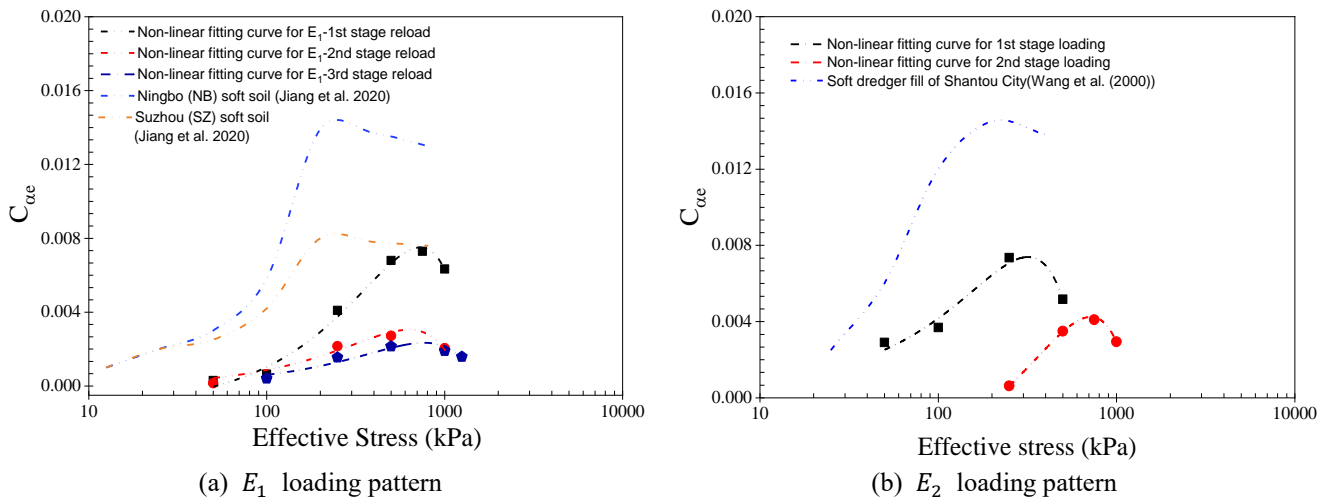 0.020
0.016
0.012
0.008
0.004
0.000
10
100
1000
10000
Cαe
Effective Stress (kPa)
Non-linear fitting curve for E1-1st stage reload
Non-linear fitting curve for E1-2nd stage reload
Non-linear fitting curve for E1-3rd stage reload
Ningbo (NB) soft soil (Jiang et al. 2020)
Suzhou (SZ) soft soil
(Jiang et al. 2020)
(a) E1 loading pattern
0.020
0.016
0.012
0.008
0.004
0.000
10
100
1000
10000
Cαe
Effective stress (kPa)
Non-linear fitting curve for 1st stage loading
Non-linear fitting curve for 2nd stage loading
Soft dredger fill of Shantou City(Wang et al. (2000))
(b) E2 loading pattern